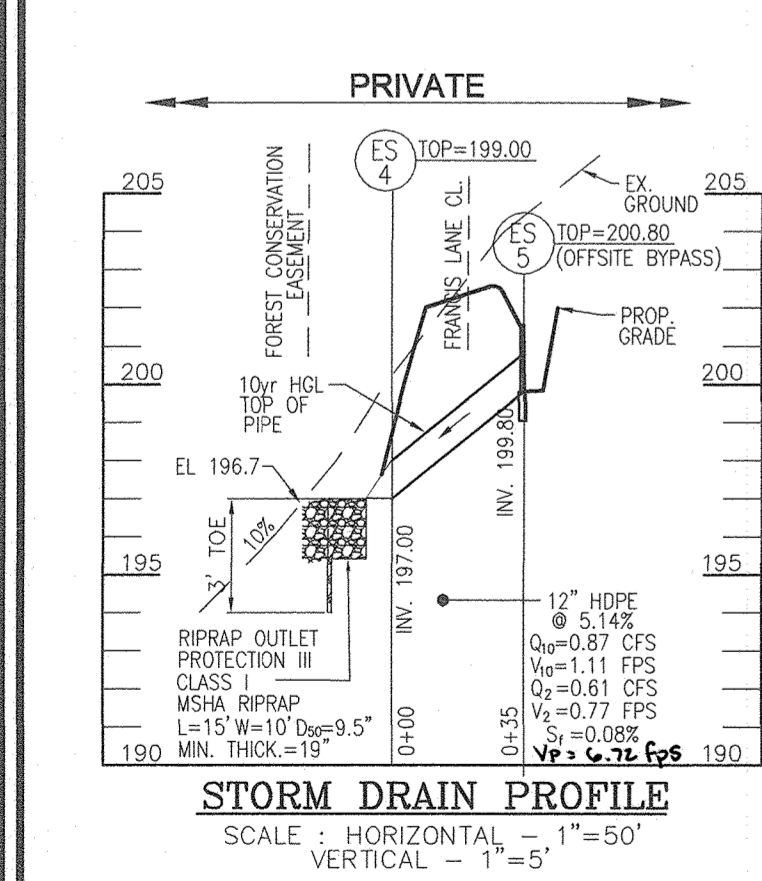 PRIVATE
FOREST CONSERVATION
EASEMENT
ES
4
TOP=199.00
FRANCIS LANE CL.
EX.
GROUND
205
205
ES
5
TOP=200.80
(OFFSITE BYPASS)
PROP.
GRADE
200
200
10yr HGL
TOP OF
PIPE
INV. 199.80
EL 196.7
10%
3' TOE
195
195
INV. 197.00
12" HDPE
@ 5.14%
Q10=0.87 CFS
V10=1.11 FPS
Q2=0.61 CFS
V2=0.77 FPS
Sf=0.08%
VP= 6.72 fps
RIPRAP OUTLET
PROTECTION III
CLASS I
MSHA RIPRAP
L=15' W=10' D50=9.5"
MIN. THICK.=19"
0+00
0+35
190
190
STORM DRAIN PROFILE
SCALE : HORIZONTAL - 1"=50'
VERTICAL - 1"=5'